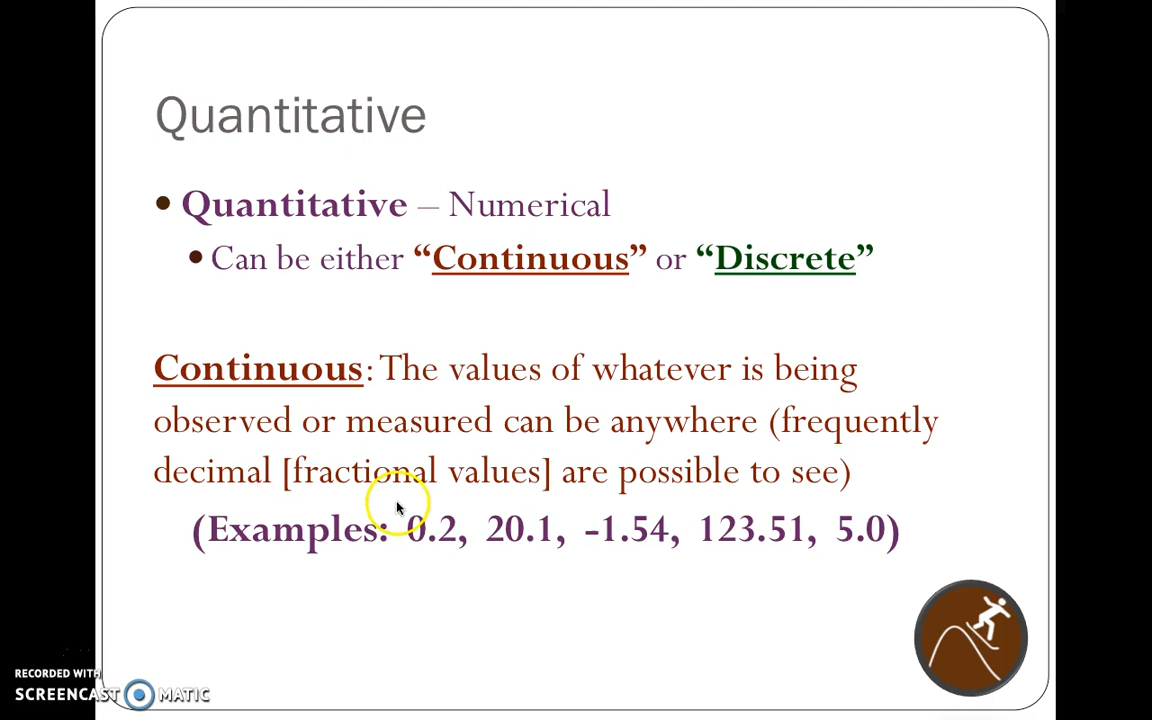 Quantitative
• Quantitative – Numerical
• Can be either “Continuous” or “Discrete”
Continuous: The values of whatever is being
observed or measured can be anywhere (frequently
decimal [fractional values] are possible to see)
(Examples: 0.2, 20.1, -1.54, 123.51, 5.0)
RECORDED WITH
SCREENCAST MATIC